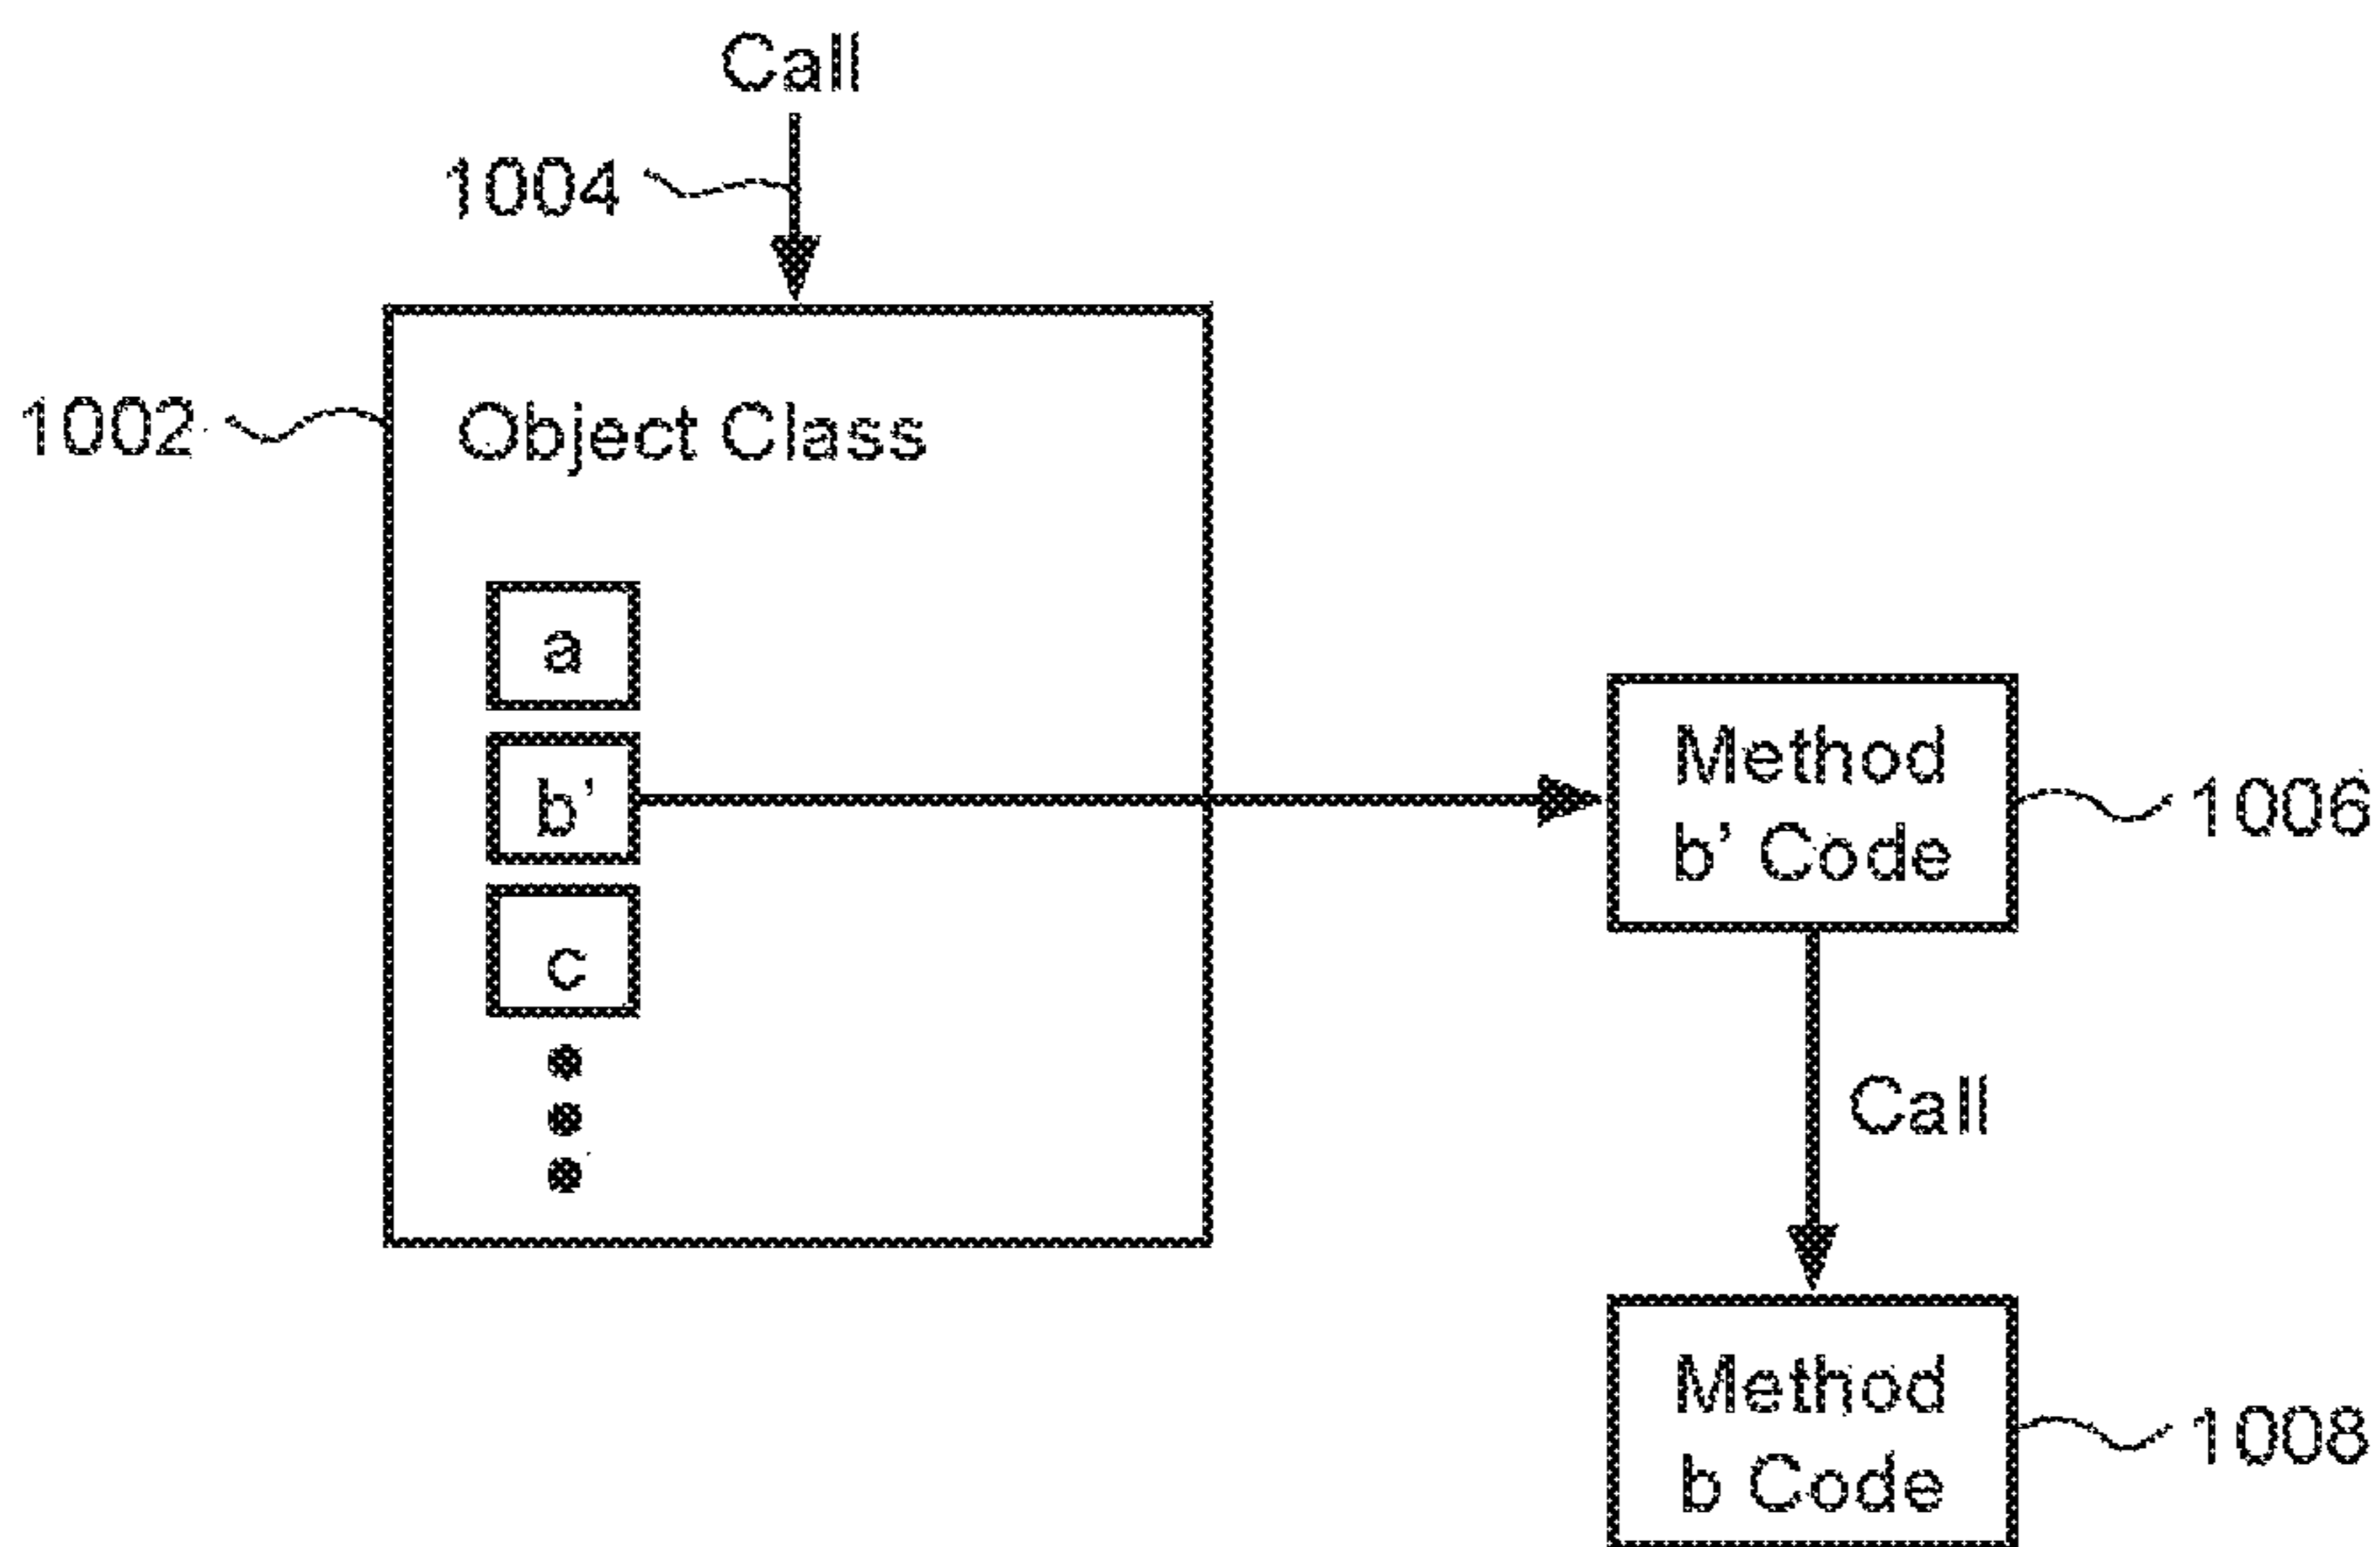 Call
1004
1002
Object Class
a
b'
c
Method
b' Code
1006
Call
Method
b Code
1008